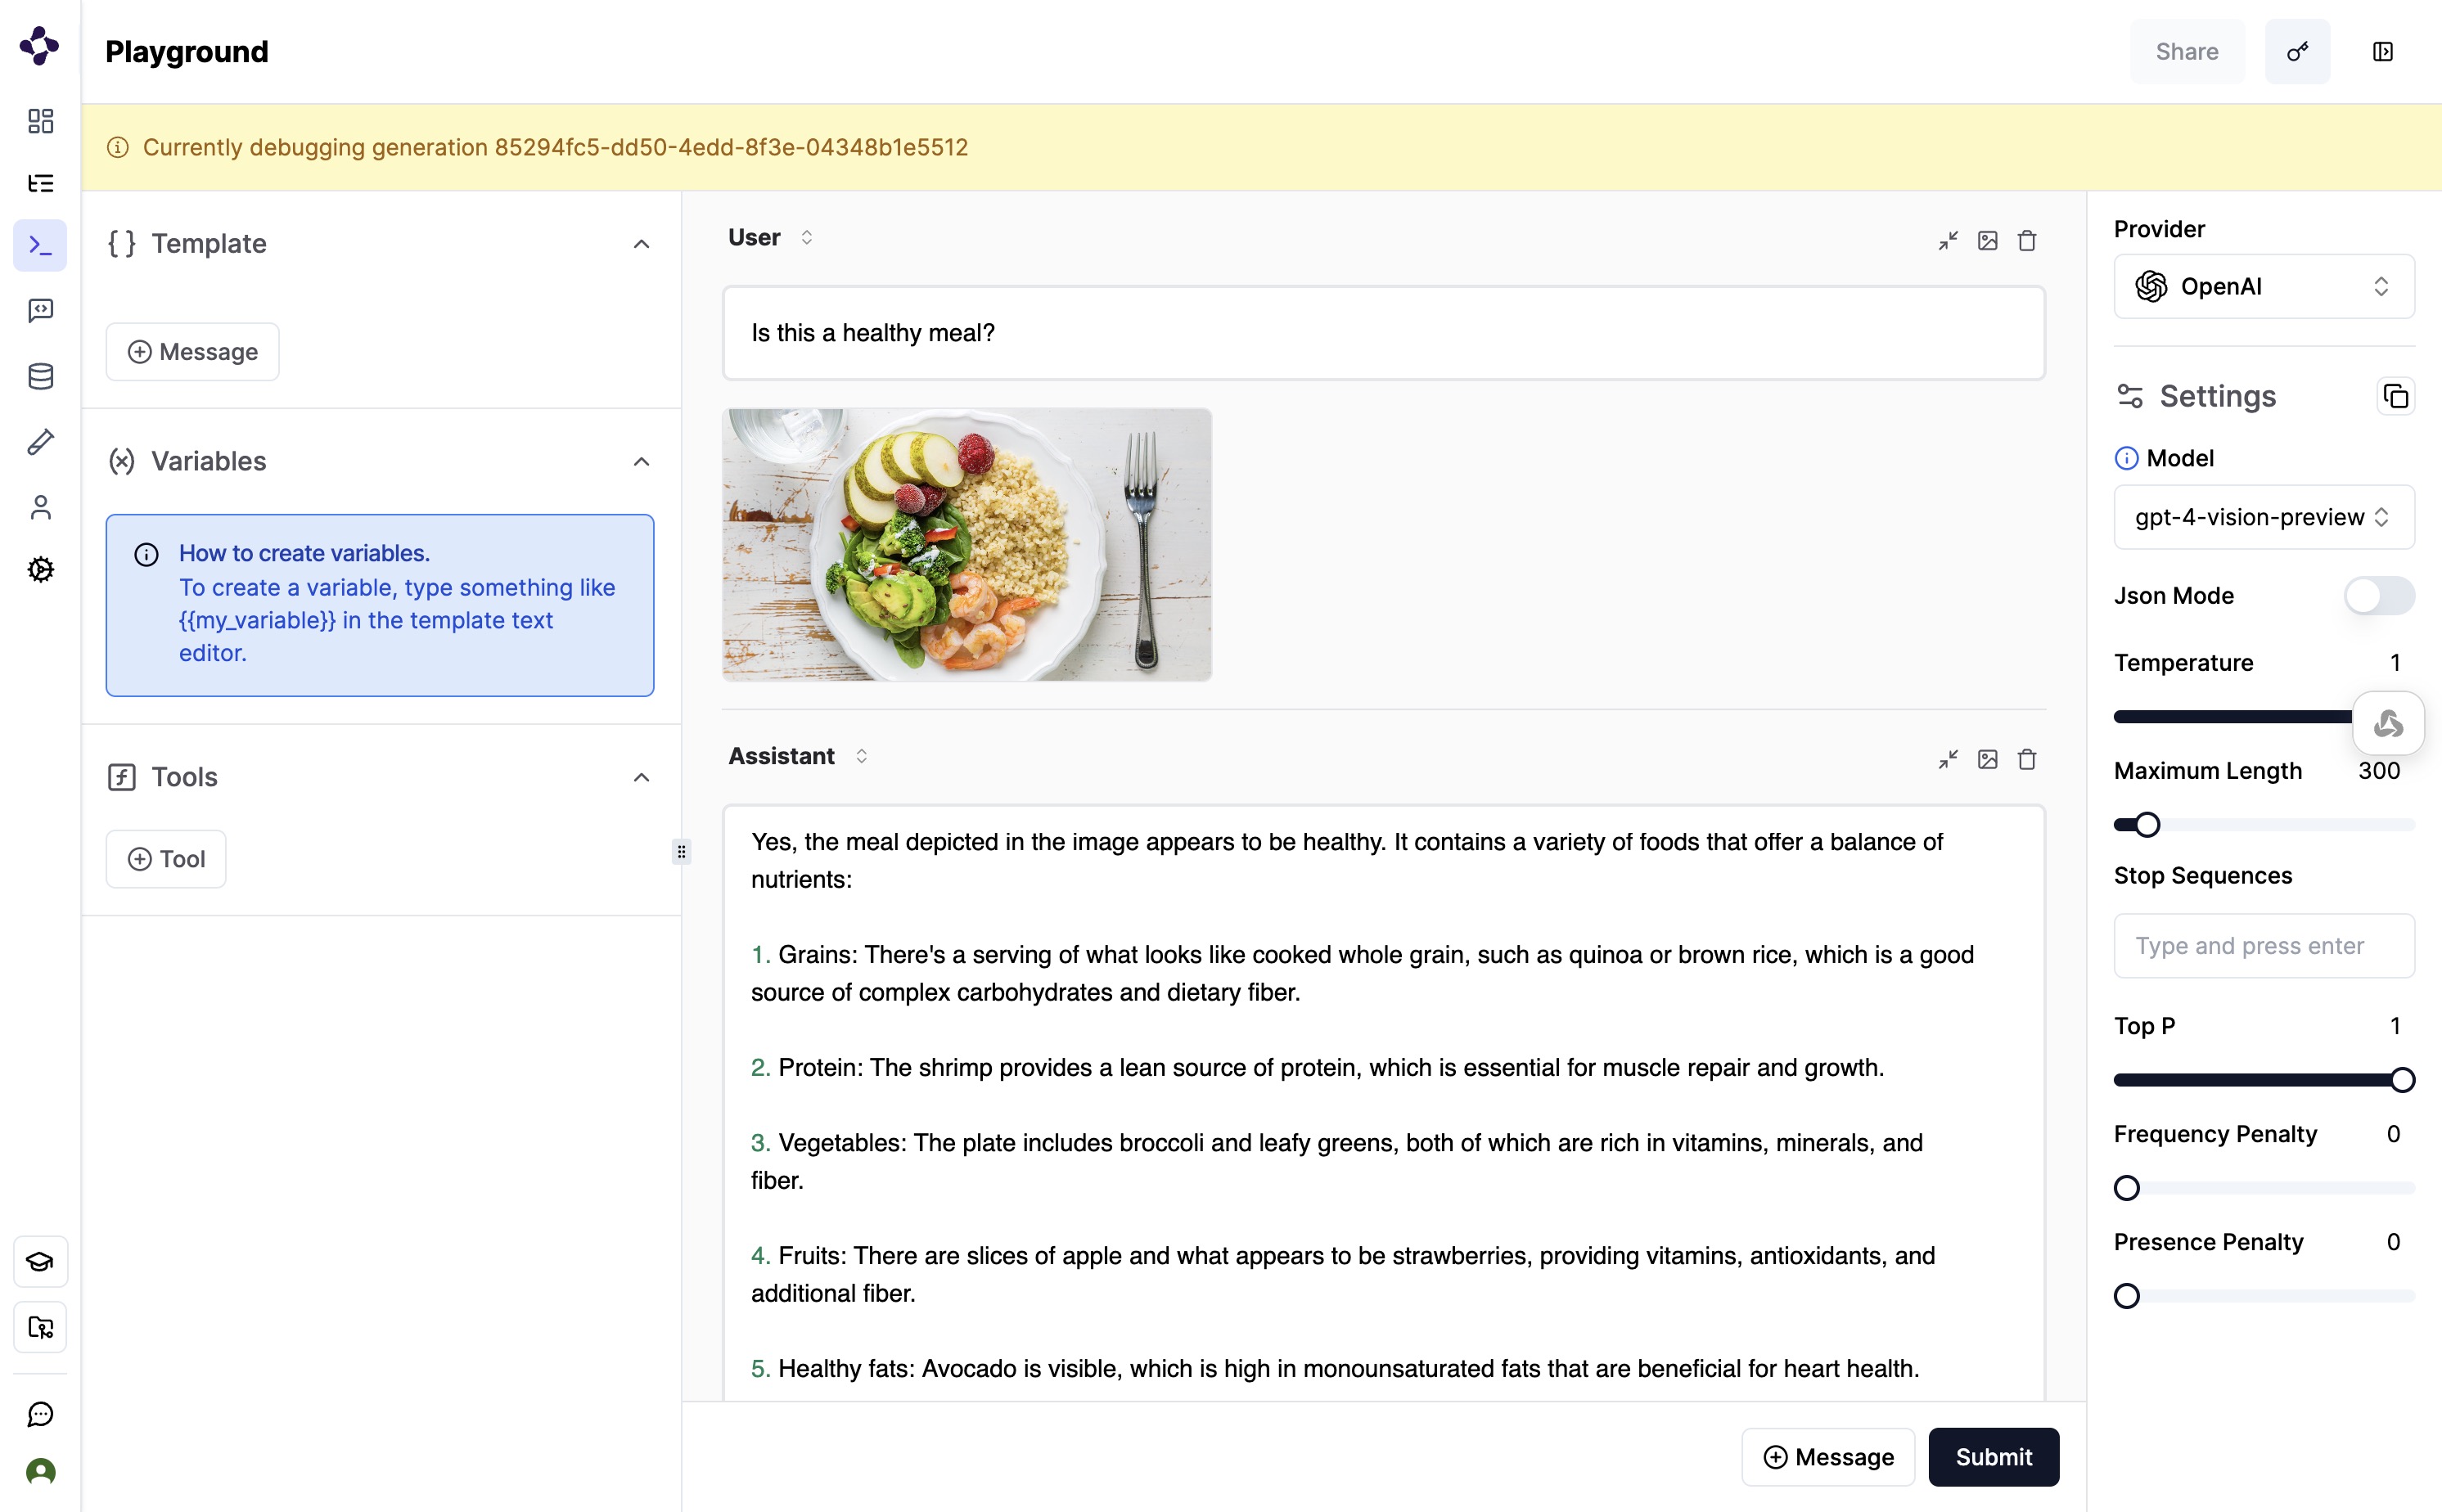 Playground
Share
Currently debugging generation 85294fc5-dd50-4edd-8f3e-04348b1e5512
Template
Message
Variables
How to create variables.
To create a variable, type something like
{{my_variable}} in the template text
editor.
Tools
Tool
User
Is this a healthy meal?
Assistant
Yes, the meal depicted in the image appears to be healthy. It contains a variety of foods that offer a balance of
nutrients:
1. Grains: There's a serving of what looks like cooked whole grain, such as quinoa or brown rice, which is a good
source of complex carbohydrates and dietary fiber.
2. Protein: The shrimp provides a lean source of protein, which is essential for muscle repair and growth.
3. Vegetables: The plate includes broccoli and leafy greens, both of which are rich in vitamins, minerals, and
fiber.
4. Fruits: There are slices of apple and what appears to be strawberries, providing vitamins, antioxidants, and
additional fiber.
5. Healthy fats: Avocado is visible, which is high in monounsaturated fats that are beneficial for heart health.
Message
Submit
Provider
OpenAI
Settings
Model
gpt-4-vision-preview
Json Mode
Temperature 1
Maximum Length 300
Stop Sequences
Type and press enter
Top P 1
Frequency Penalty 0
Presence Penalty 0